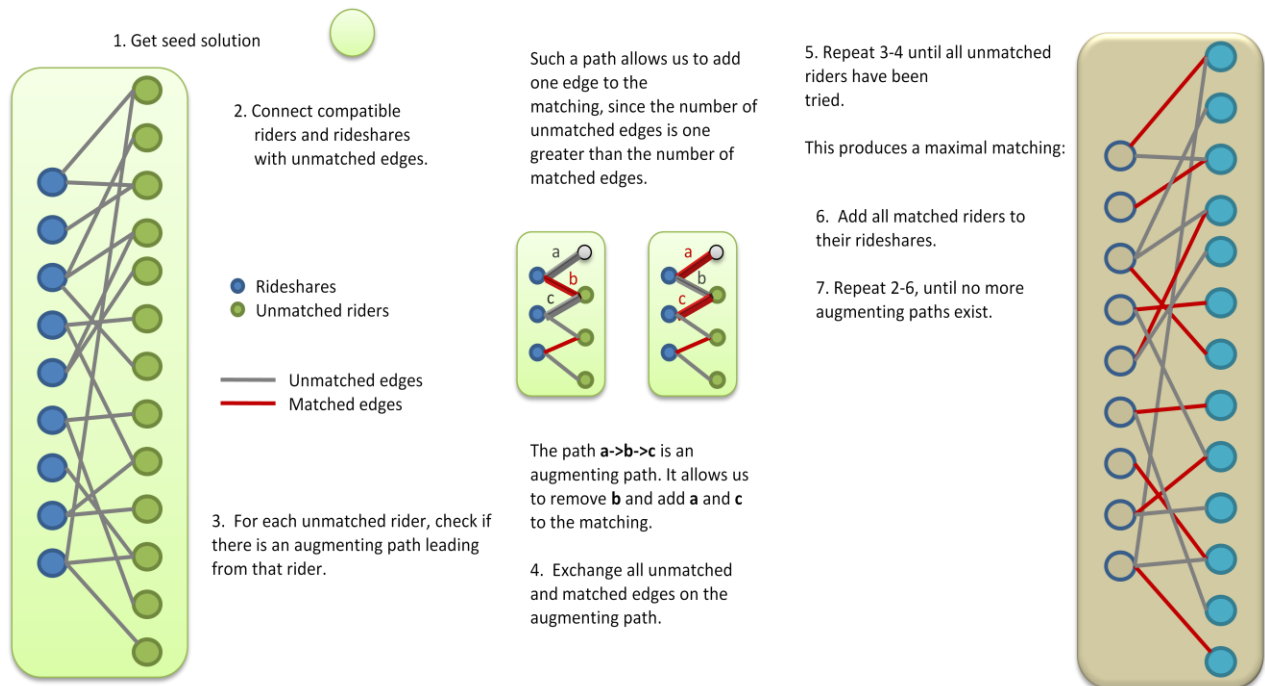 1. Get seed solution
2. Connect compatible
riders and rideshares
with unmatched edges.
Rideshares
Unmatched riders
Unmatched edges
Matched edges
3. For each unmatched rider, check if
there is an augmenting path leading
from that rider.
Such a path allows us to add
one edge to the
matching, since the number of
unmatched edges is one
greater than the number of
matched edges.
a
b
c
a
b
c
The path a->b->c is an
augmenting path. It allows us
to remove b and add a and c
to the matching.
4. Exchange all unmatched
and matched edges on the
augmenting path.
5. Repeat 3-4 until all unmatched
riders have been
tried.
This produces a maximal matching:
6. Add all matched riders to
their rideshares.
7. Repeat 2-6, until no more
augmenting paths exist.